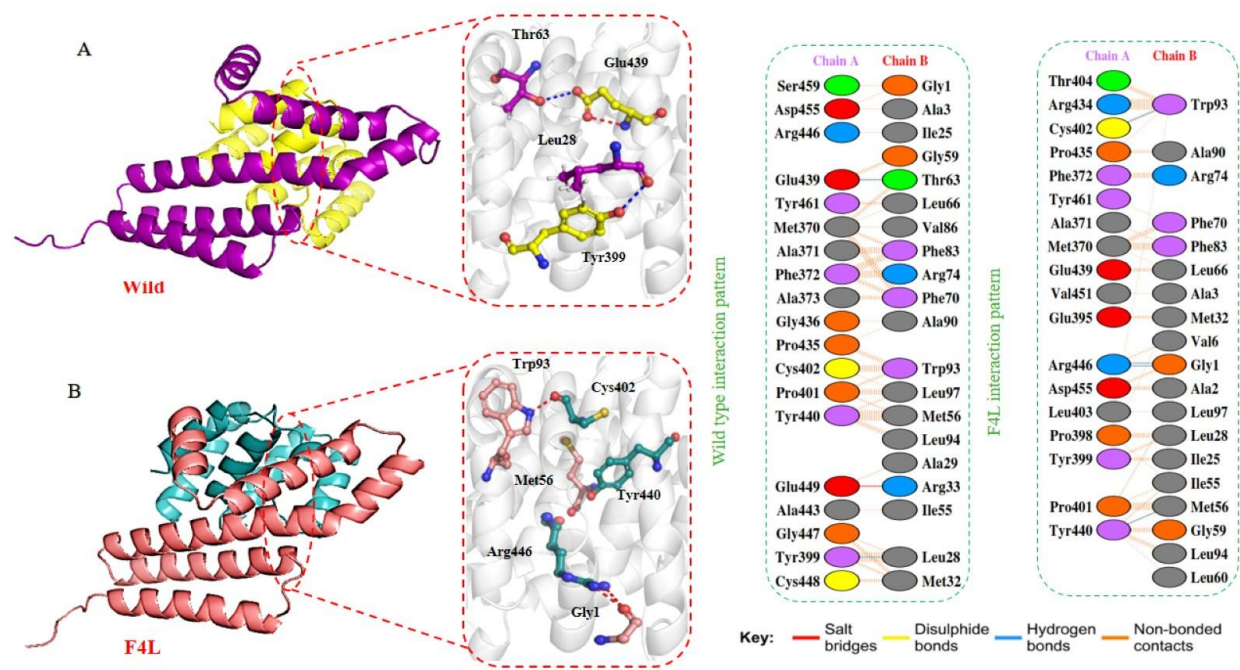 A
Wild
Thr63
Glu439
Leu28
Tyr399
B
F4L
Trp93
Cys402
Met56
Tyr440
Arg446
Gly1
Wild type interaction pattern
Chain A Chain B
Ser459 Gly1
Asp455 Ala3
Arg446 Ile25
Gly59
Glu439 Thr63
Tyr461 Leu66
Met370 Val86
Ala371 Phe83
Phe372 Arg74
Ala373 Phe70
Gly436 Ala90
Pro435
Cys402 Trp93
Pro401 Leu97
Tyr440 Met56
Leu94
Ala29
Glu449 Arg33
Ala443 Ile55
Gly447
Tyr399 Leu28
Cys448 Met32
F4L interaction pattern
Chain A Chain B
Thr404
Arg434 Trp93
Cys402
Pro435 Ala90
Phe372 Arg74
Tyr461
Ala371 Phe70
Met370 Phe83
Glu439 Leu66
Val451 Ala3
Glu395 Met32
Val6
Arg446 Gly1
Asp455 Ala2
Leu403 Leu97
Pro398 Leu28
Tyr399 Ile25
Ile55
Pro401 Met56
Tyr440 Gly59
Leu94
Leu60
Key: Salt bridges Disulphide bonds Hydrogen bonds Non-bonded contacts